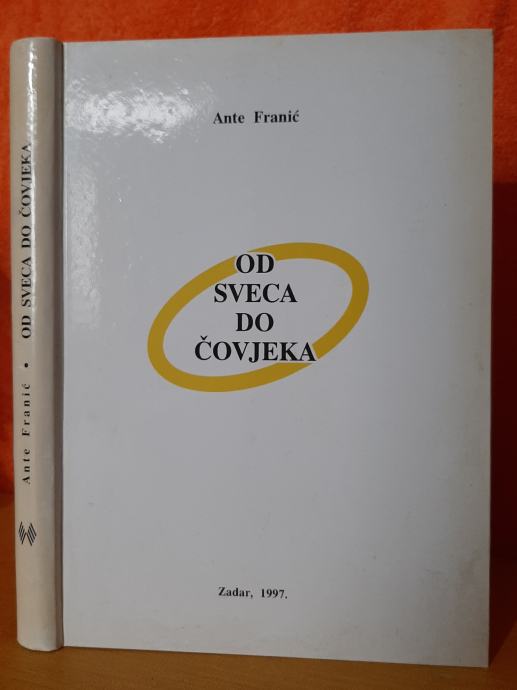 Ante Franić
OD
SVECA
DO
ČOVJEKA
Zadar, 1997.
Ante Franić • OD SVECA DO ČOVJEKA